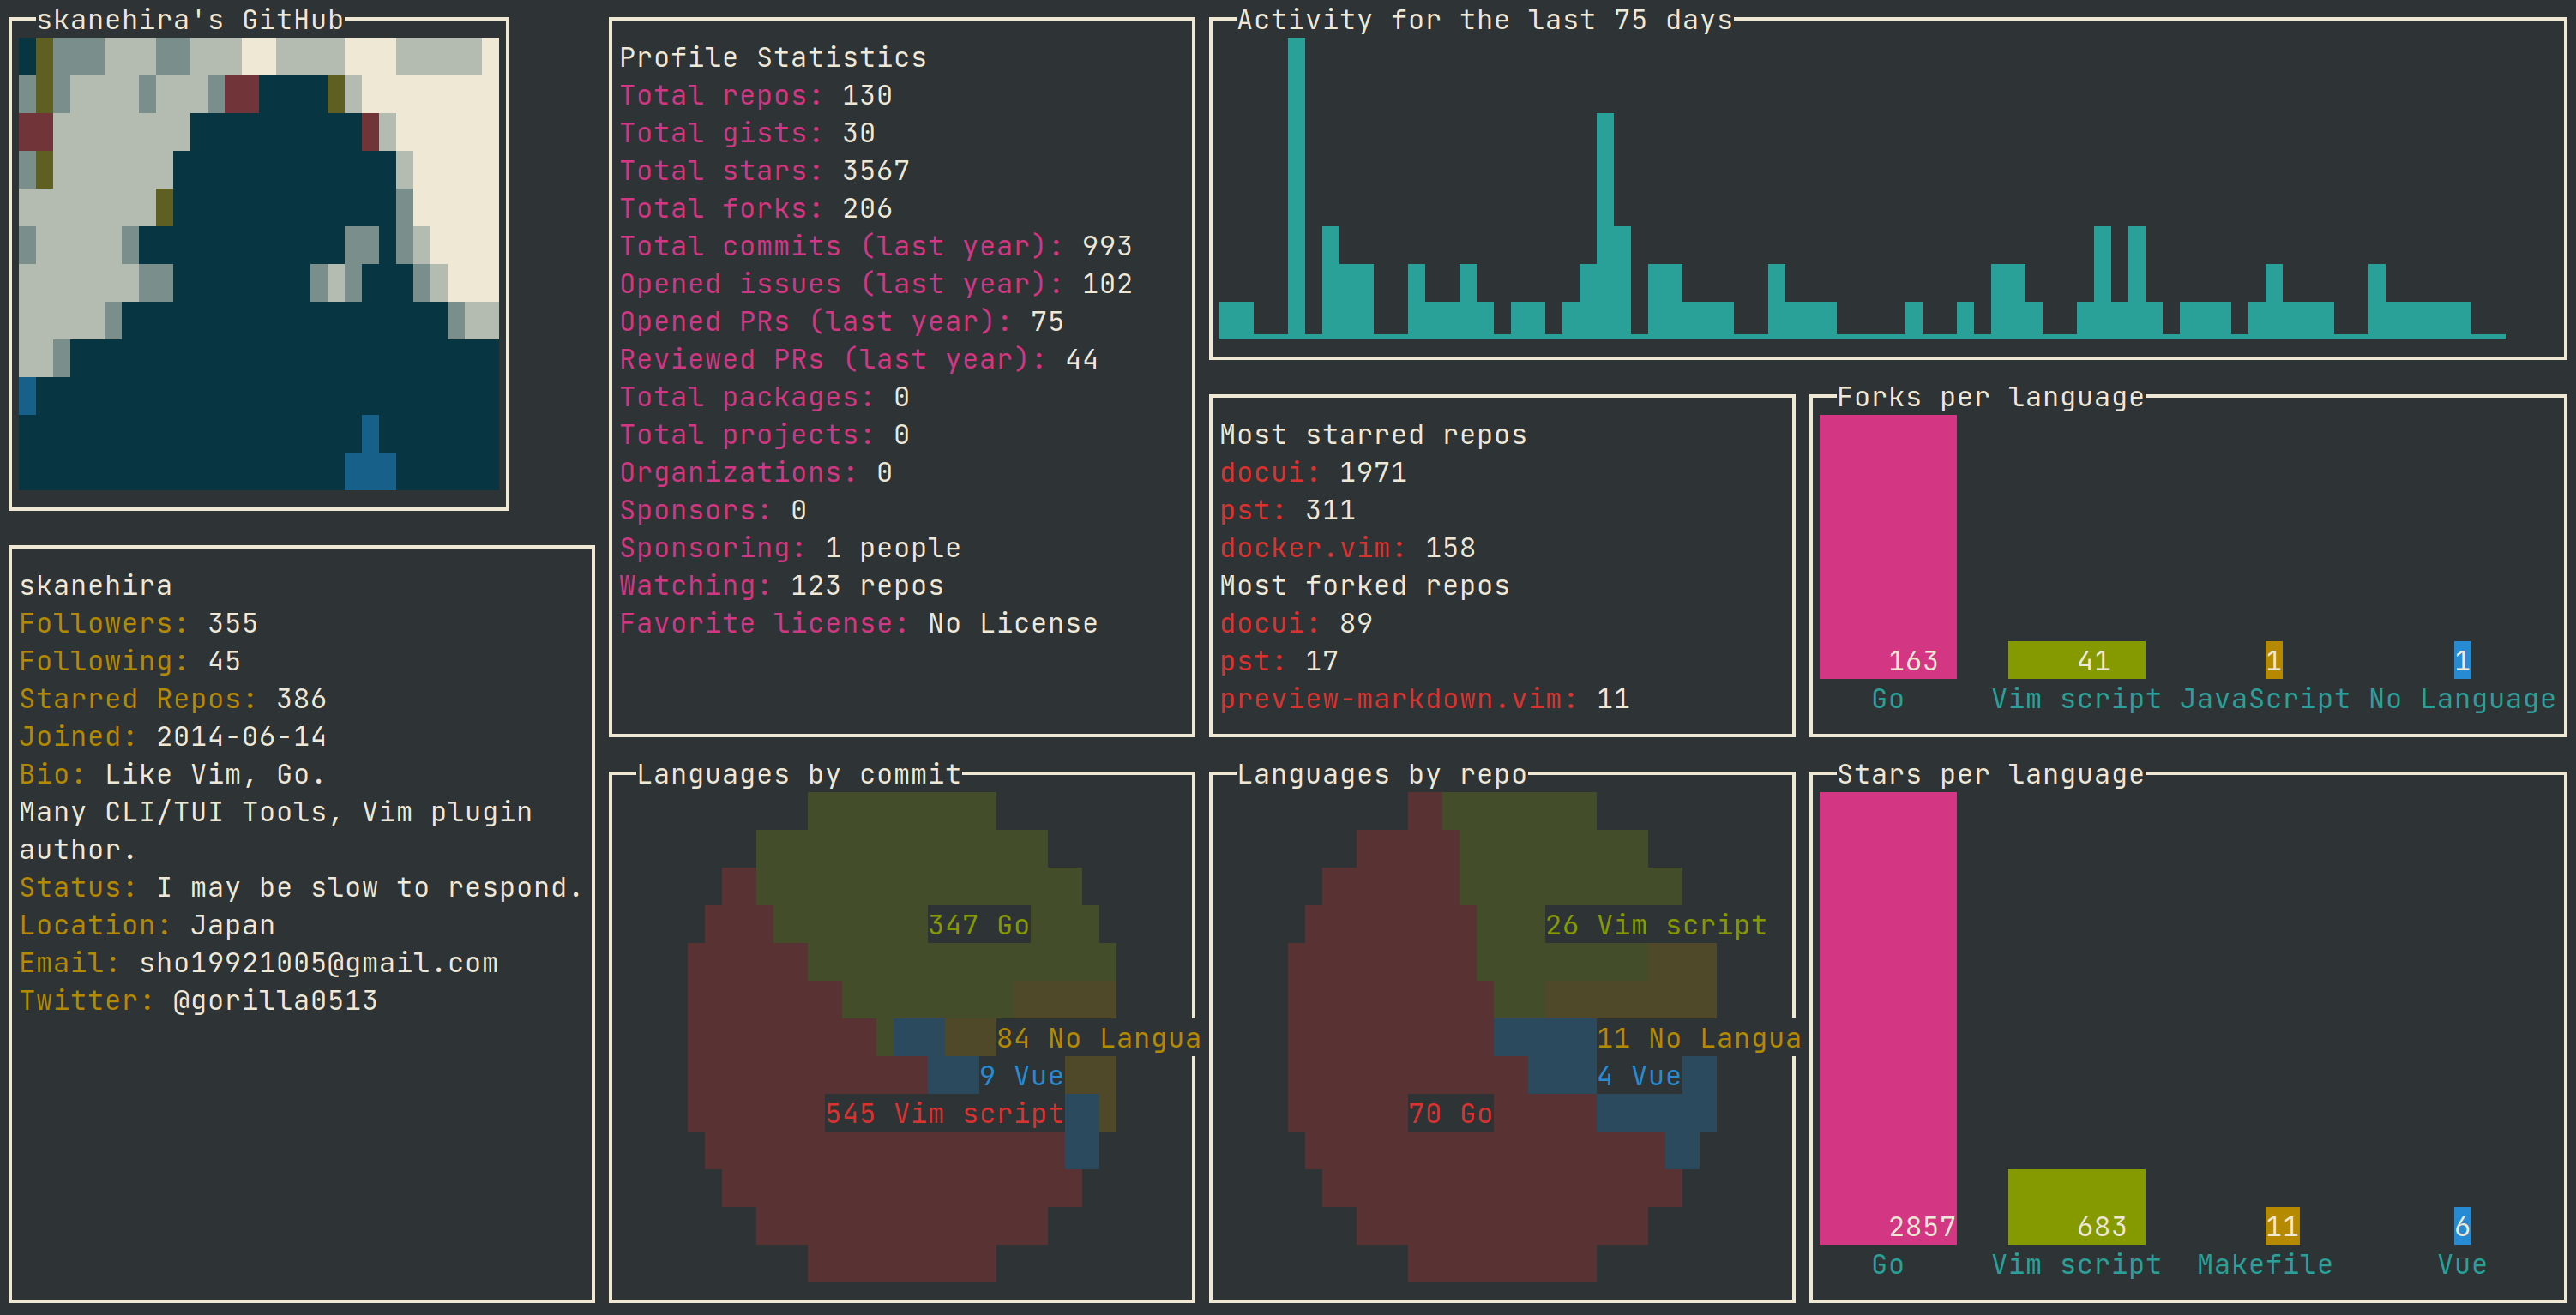 skanehira's GitHub
skanehira
Followers: 355
Following: 45
Starred Repos: 386
Joined: 2014-06-14
Bio: Like Vim, Go.
Many CLI/TUI Tools, Vim plugin
author.
Status: I may be slow to respond.
Location: Japan
Email: sho19921005@gmail.com
Twitter: @gorilla0513
Profile Statistics
Total repos: 130
Total gists: 30
Total stars: 3567
Total forks: 206
Total commits (last year): 993
Opened issues (last year): 102
Opened PRs (last year): 75
Reviewed PRs (last year): 44
Total packages: 0
Total projects: 0
Organizations: 0
Sponsors: 0
Sponsoring: 1 people
Watching: 123 repos
Favorite license: No License
Activity for the last 75 days
Most starred repos
docui: 1971
pst: 311
docker.vim: 158
Most forked repos
docui: 89
pst: 17
preview-markdown.vim: 11
Forks per language
163 41 1 1
Go Vim script JavaScript No Language
Languages by commit
347 Go
84 No Langua
9 Vue
545 Vim script
Languages by repo
26 Vim script
11 No Langua
4 Vue
70 Go
Stars per language
2857 683 11 6
Go Vim script Makefile Vue